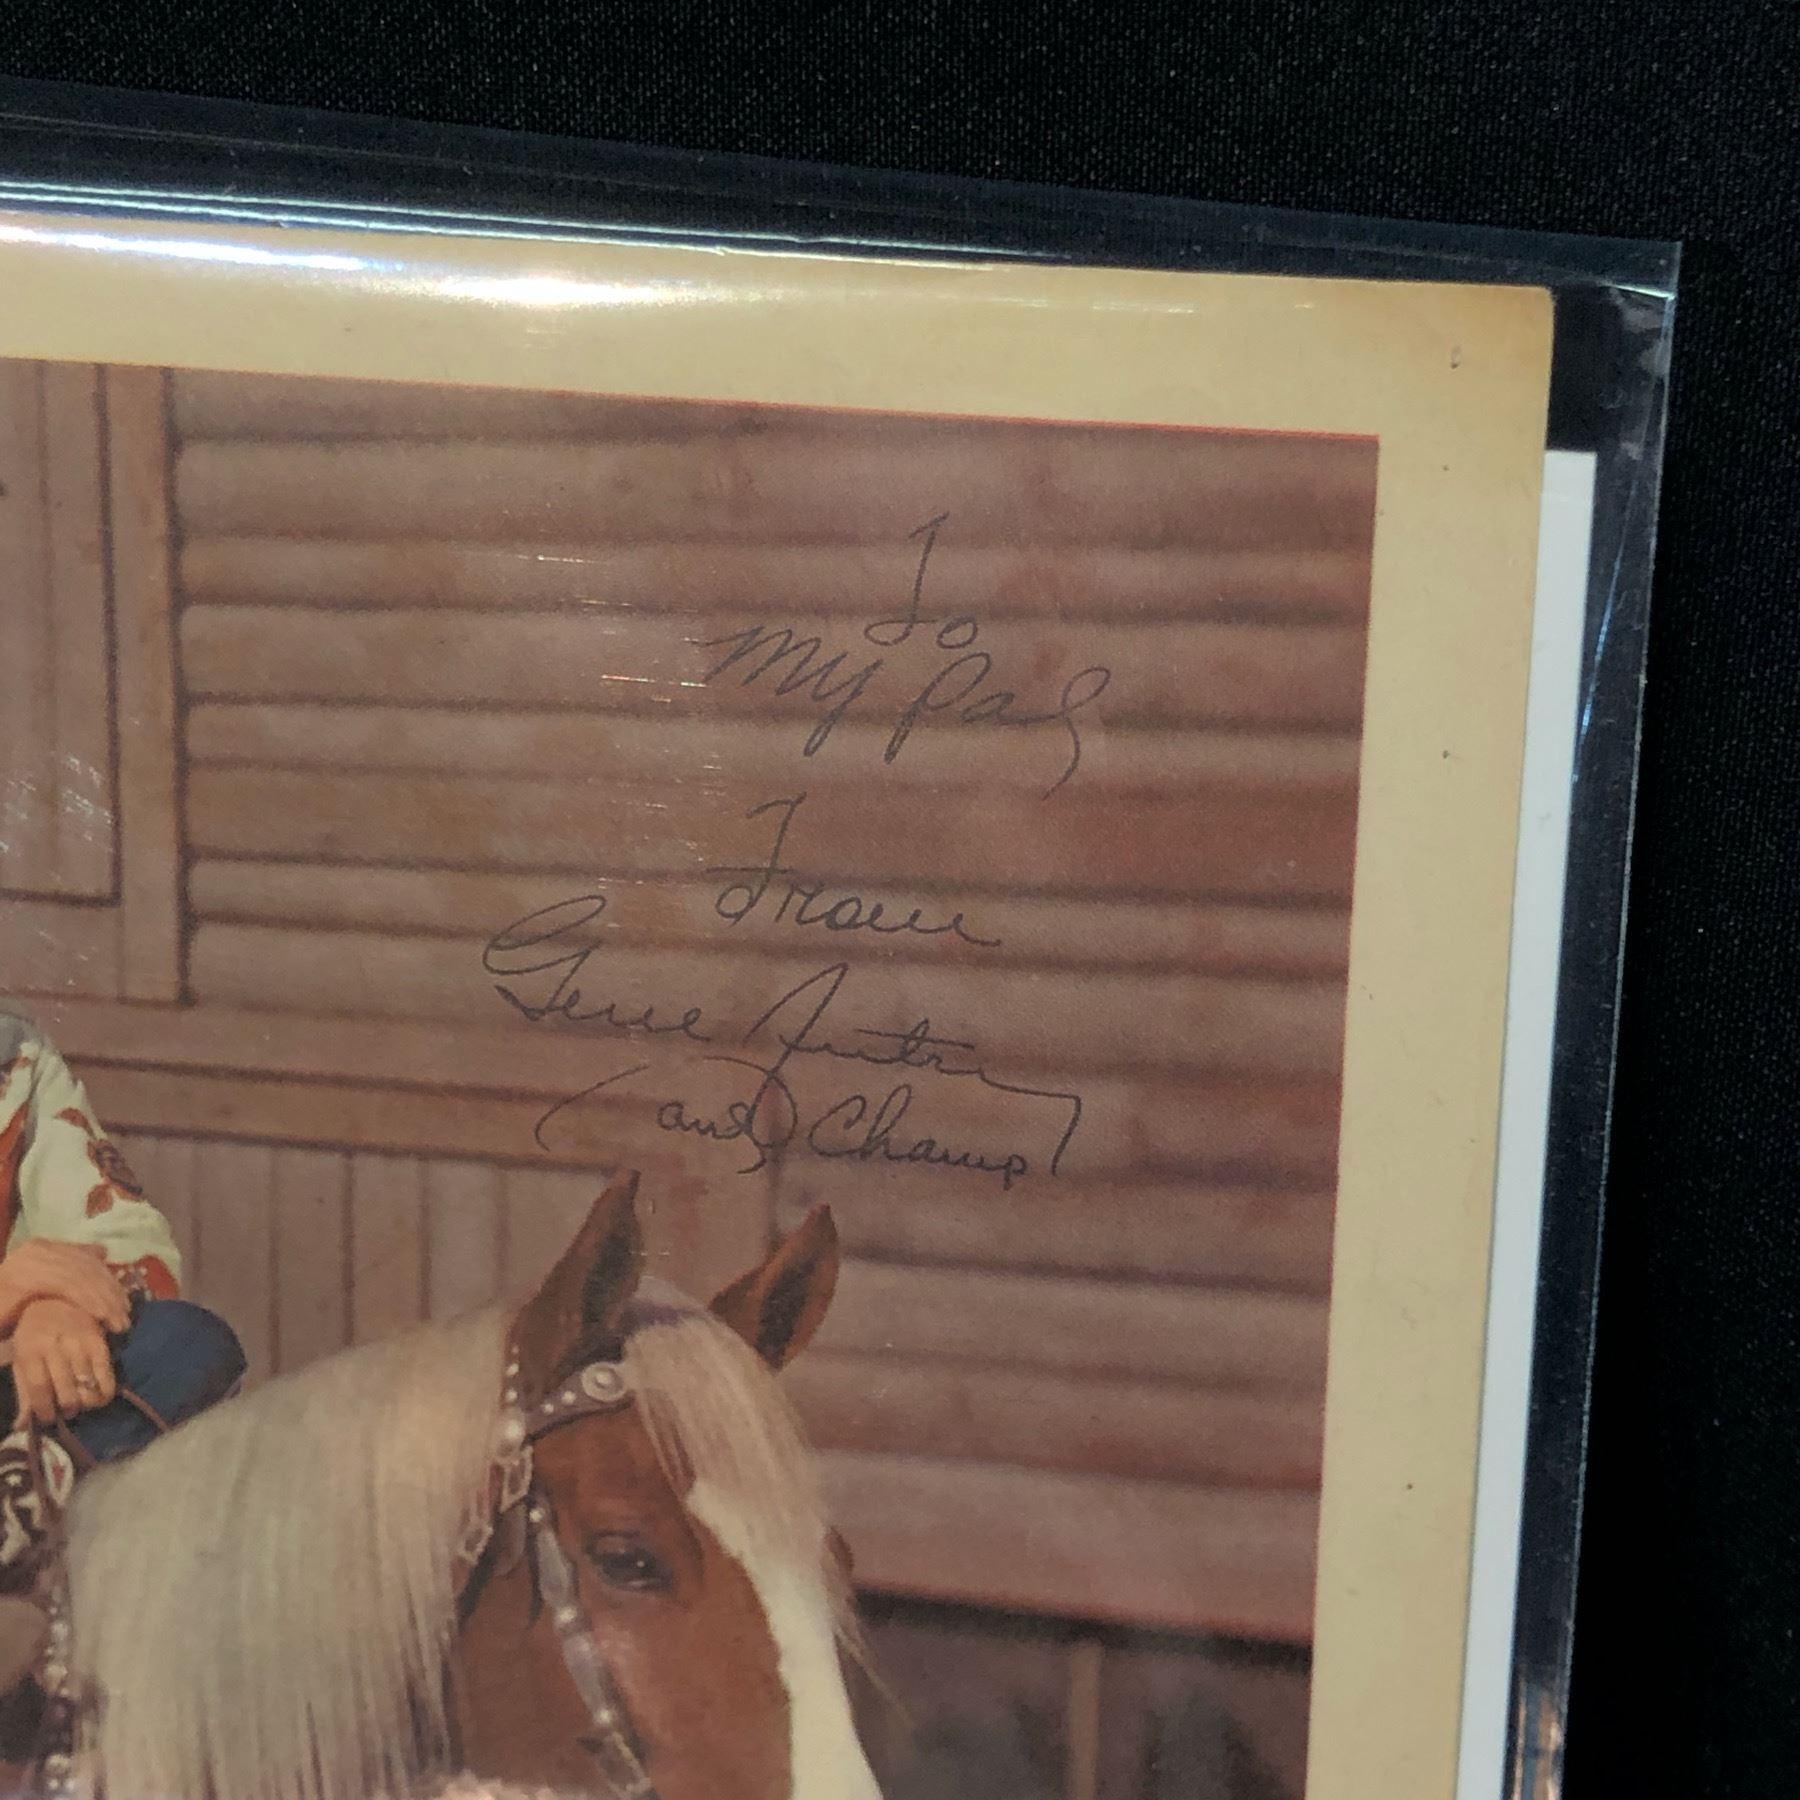 To
My Pal
From
Gene Autry
(and) Champ